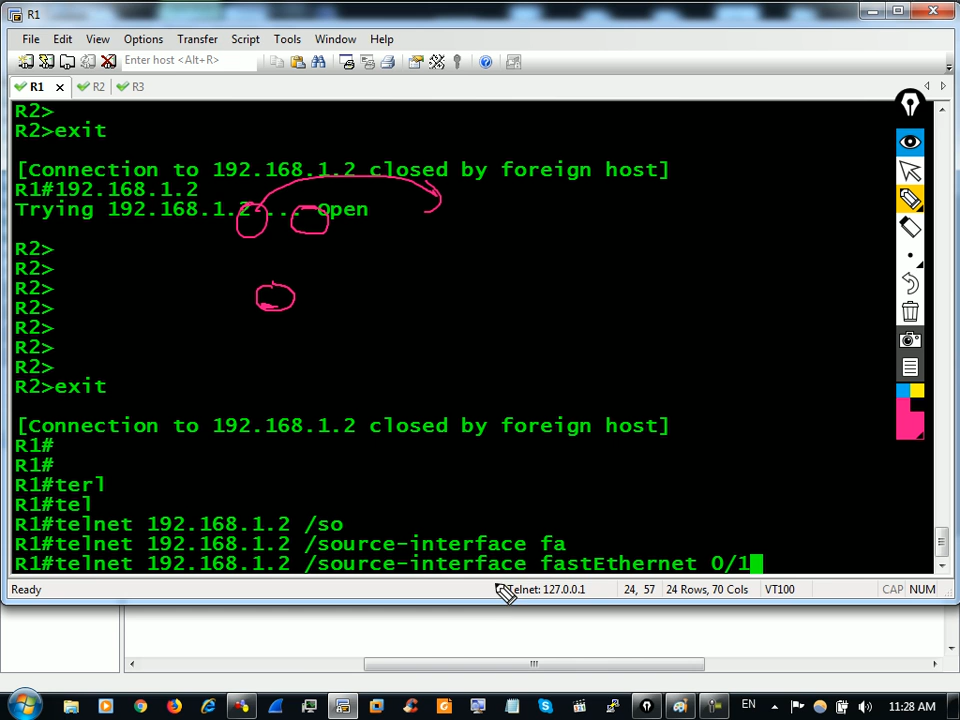 R1
File Edit View Options Transfer Script Tools Window Help
Enter host <Alt+R>
R1 R2 R3
R2>
R2>exit
[Connection to 192.168.1.2 closed by foreign host]
R1#192.168.1.2
Trying 192.168.1.2 ... Open
R2>
R2>
R2>
R2>
R2>
R2>
R2>
R2>exit
[Connection to 192.168.1.2 closed by foreign host]
R1#
R1#
R1#terl
R1#tel
R1#telnet 192.168.1.2 /so
R1#telnet 192.168.1.2 /source-interface fa
R1#telnet 192.168.1.2 /source-interface fastEthernet 0/1
Ready Telnet: 127.0.0.1 24, 57 24 Rows, 70 Cols VT100 CAP NUM
EN 11:28 AM